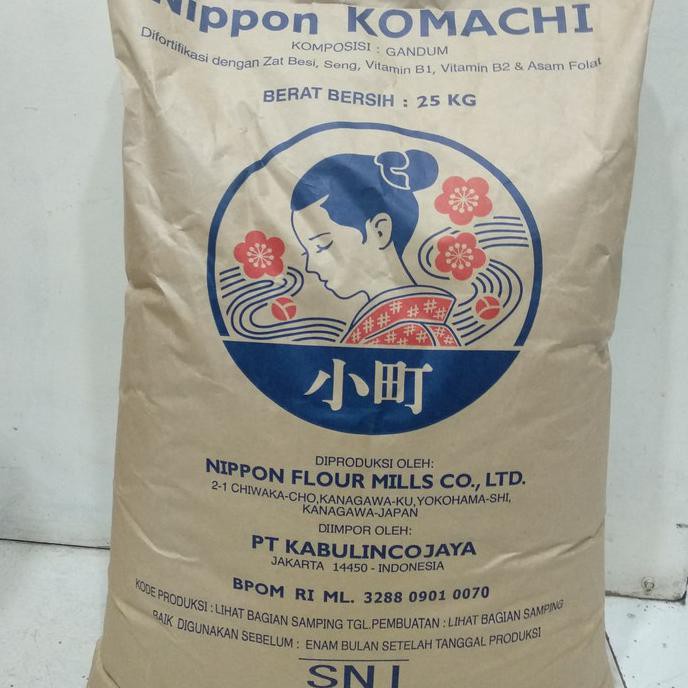 Nippon KOMACHI
KOMPOSISI : GANDUM
Difortifikasi dengan Zat Besi, Seng, Vitamin B1, Vitamin B2 & Asam Folat
BERAT BERSIH : 25 KG
小町
DIPRODUKSI OLEH:
NIPPON FLOUR MILLS CO., LTD.
2-1 CHIWAKA-CHO,KANAGAWA-KU,YOKOHAMA-SHI,
KANAGAWA-JAPAN
DIIMPOR OLEH:
PT KABULINCOJAYA
JAKARTA 14450 - INDONESIA
BPOM RI ML. 3288 0901 0070
KODE PRODUKSI : LIHAT BAGIAN SAMPING TGL.PEMBUATAN : LIHAT BAGIAN SAMPING
BAIK DIGUNAKAN SEBELUM : ENAM BULAN SETELAH TANGGAL PRODUKSI
SNI